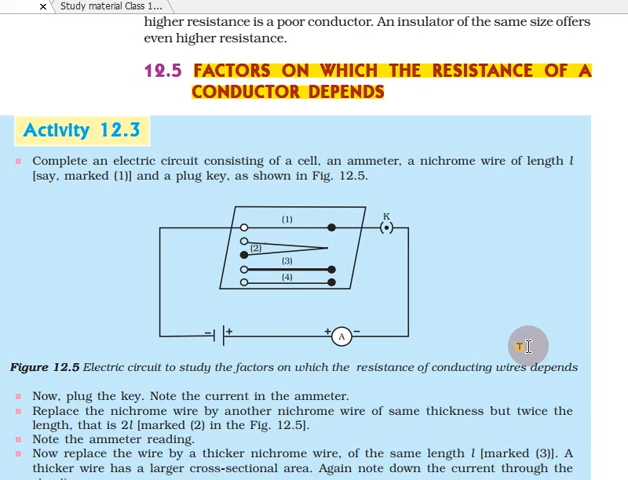 × Study material Class 1...
higher resistance is a poor conductor. An insulator of the same size offers
even higher resistance.
12.5 FACTORS ON WHICH THE RESISTANCE OF A
CONDUCTOR DEPENDS
Activity 12.3
Complete an electric circuit consisting of a cell, an ammeter, a nichrome wire of length l
[say, marked (1)] and a plug key, as shown in Fig. 12.5.
(1)
K
(2)
(3)
(4)
– +
+ A –
T
Figure 12.5 Electric circuit to study the factors on which the resistance of conducting wires depends
Now, plug the key. Note the current in the ammeter.
Replace the nichrome wire by another nichrome wire of same thickness but twice the
length, that is 2l [marked (2) in the Fig. 12.5].
Note the ammeter reading.
Now replace the wire by a thicker nichrome wire, of the same length l [marked (3)]. A
thicker wire has a larger cross-sectional area. Again note down the current through the